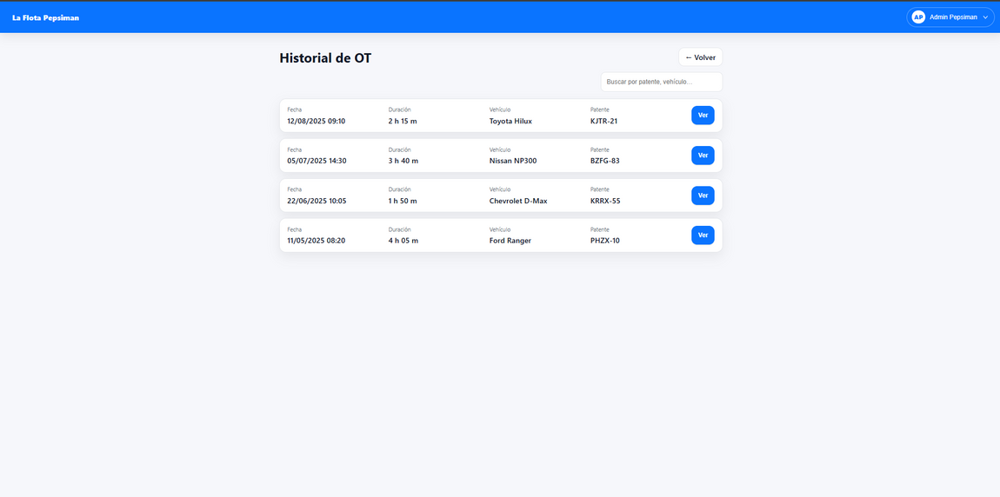 La Flota Pepsiman
AP Admin Pepsiman
Historial de OT
← Volver
Buscar por patente, vehículo...
Fecha Duración Vehículo Patente
12/08/2025 09:10 2 h 15 m Toyota Hilux KJTR-21 Ver
Fecha Duración Vehículo Patente
05/07/2025 14:30 3 h 40 m Nissan NP300 BZFG-83 Ver
Fecha Duración Vehículo Patente
22/06/2025 10:05 1 h 50 m Chevrolet D-Max KRRX-55 Ver
Fecha Duración Vehículo Patente
11/05/2025 08:20 4 h 05 m Ford Ranger PHZX-10 Ver